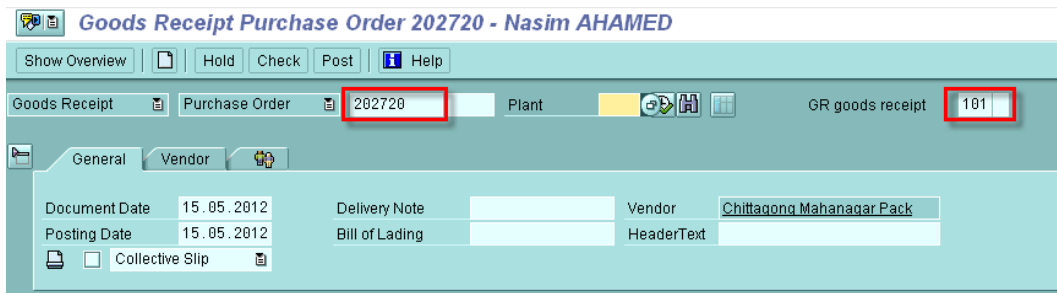 Goods Receipt Purchase Order 202720 - Nasim AHAMED
Show Overview Hold Check Post Help
Goods Receipt Purchase Order 202720 Plant GR goods receipt 101
General Vendor
Document Date 15.05.2012 Delivery Note Vendor Chittagong Mahanagar Pack
Posting Date 15.05.2012 Bill of Lading HeaderText
Collective Slip